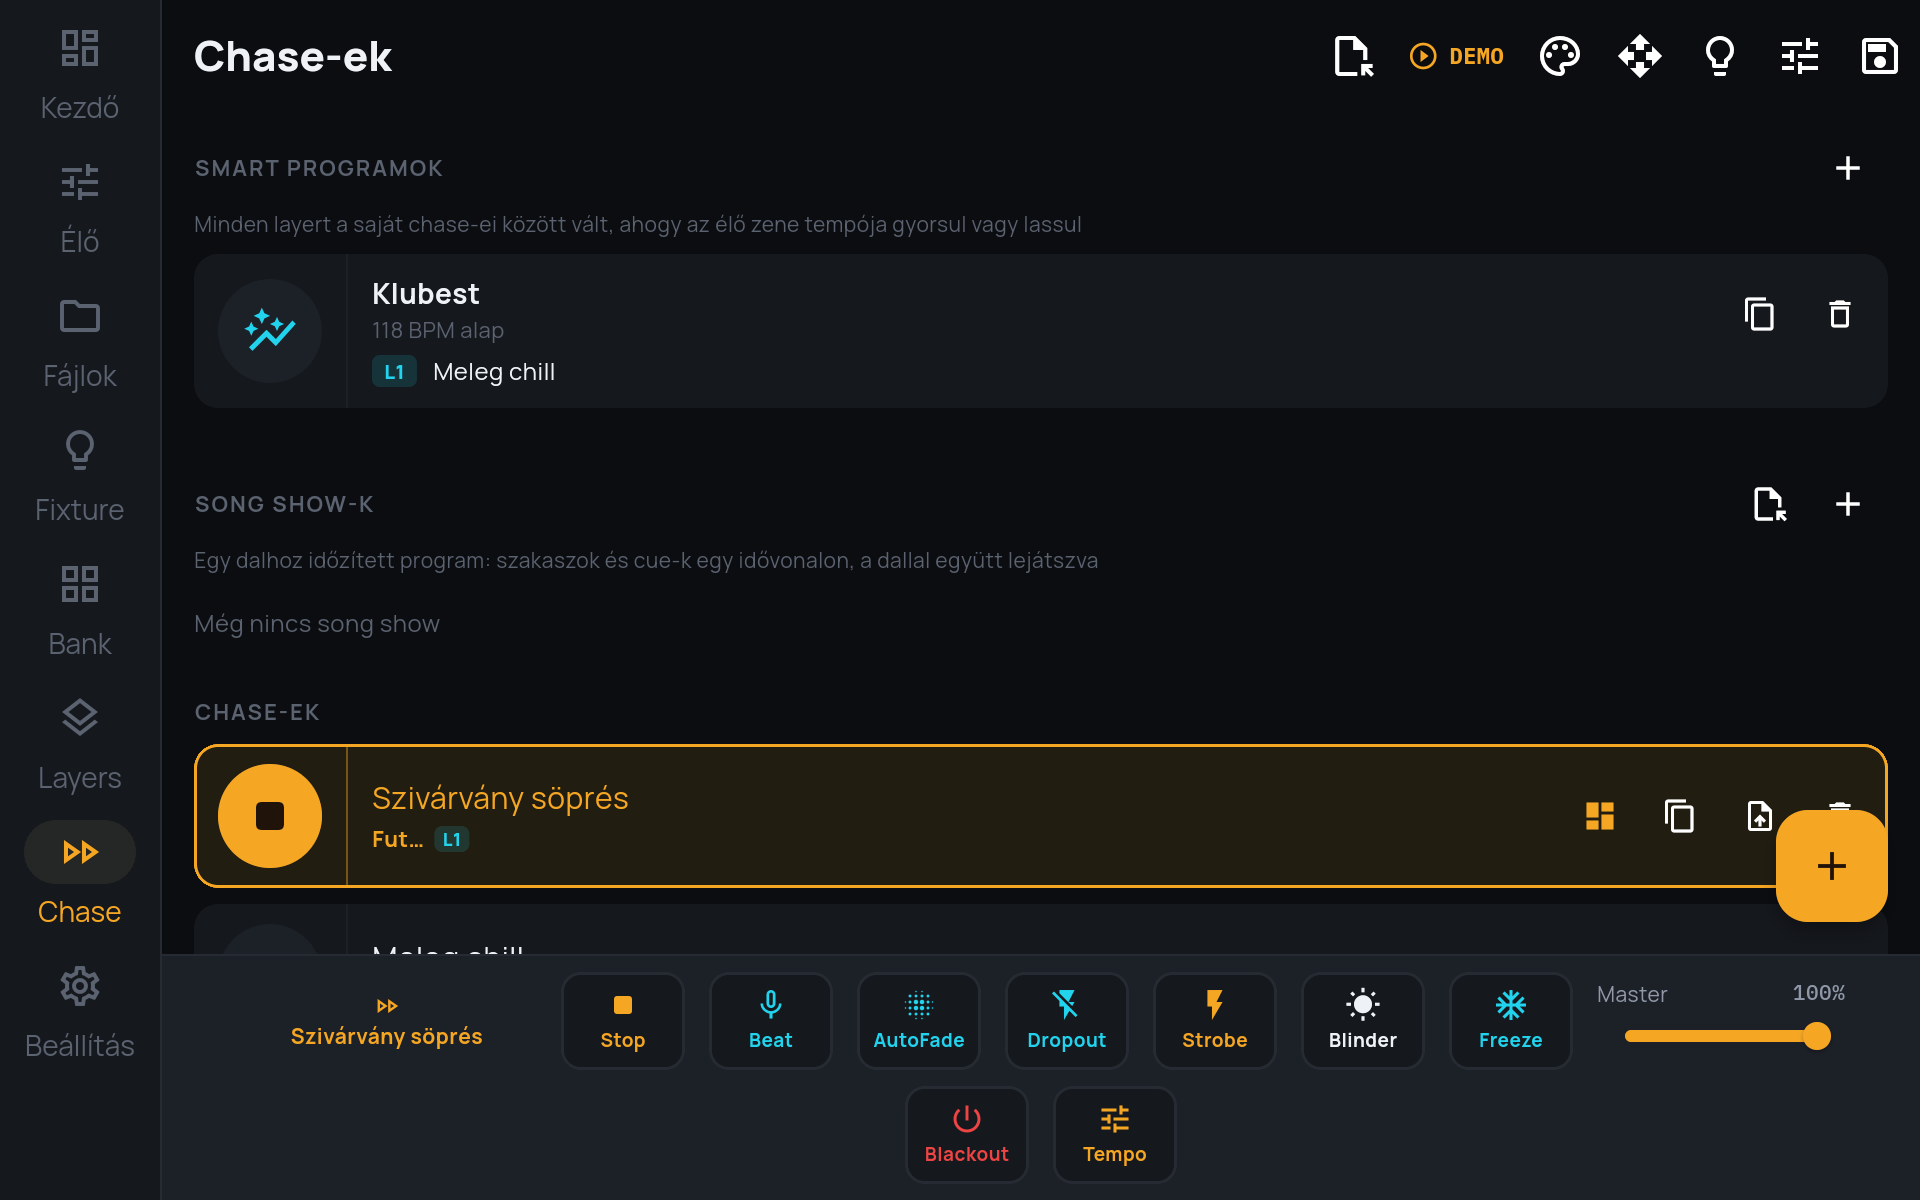 Chase-ek
DEMO
Kezdő
Élő
Fájlok
Fixture
Bank
Layers
Chase
Beállítás
SMART PROGRAMOK
Minden layert a saját chase-ei között vált, ahogy az élő zene tempója gyorsul vagy lassul
Klubest
118 BPM alap
L1 Meleg chill
SONG SHOW-K
Egy dalhoz időzített program: szakaszok és cue-k egy idővonalon, a dallal együtt lejátszva
Még nincs song show
CHASE-EK
Szivárvány söprés
Fut... L1
Meleg chill
Szivárvány söprés
Stop
Beat
AutoFade
Dropout
Strobe
Blinder
Freeze
Master 100%
Blackout
Tempo